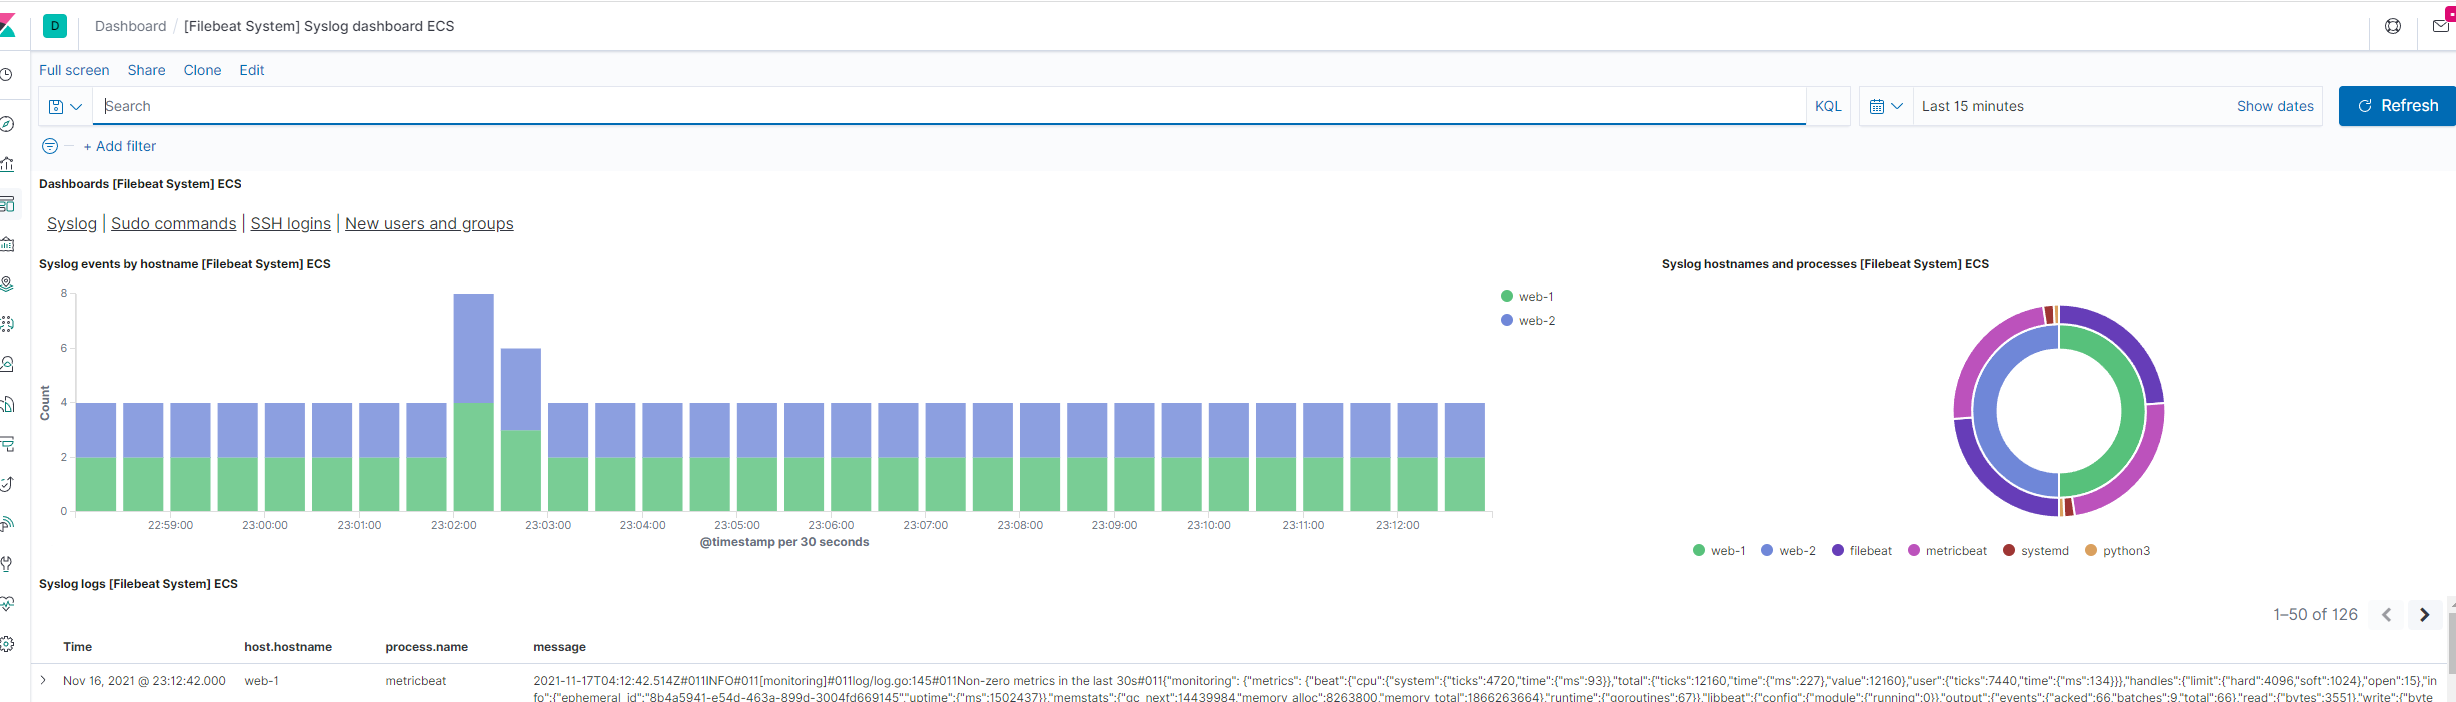 D Dashboard / [Filebeat System] Syslog dashboard ECS
Full screen Share Clone Edit
Search KQL Last 15 minutes Show dates Refresh
+ Add filter
Dashboards [Filebeat System] ECS
Syslog | Sudo commands | SSH logins | New users and groups
Syslog events by hostname [Filebeat System] ECS
8
6
4
2
0
Count
22:59:00 23:00:00 23:01:00 23:02:00 23:03:00 23:04:00 23:05:00 23:06:00 23:07:00 23:08:00 23:09:00 23:10:00 23:11:00 23:12:00
@timestamp per 30 seconds
web-1
web-2
Syslog hostnames and processes [Filebeat System] ECS
web-1 web-2 filebeat metricbeat systemd python3
Syslog logs [Filebeat System] ECS
1–50 of 126
Time host.hostname process.name message
Nov 16, 2021 @ 23:12:42.000 web-1 metricbeat 2021-11-17T04:12:42.514Z#011INFO#011[monitoring]#011log/log.go:145#011Non-zero metrics in the last 30s#011{"monitoring": {"metrics": {"beat":{"cpu":{"system":{"ticks":4720,"time":{"ms":93}},"total":{"ticks":12160,"time":{"ms":227},"value":12160},"user":{"ticks":7440,"time":{"ms":134}}},"handles":{"limit":{"hard":4096,"soft":1024},"open":15},"in
fo":{"ephemeral_id":"8b4a5941-e54d-463a-899d-3004fd669145","uptime":{"ms":1502437}},"memstats":{"gc_next":14439984,"memory_alloc":8263800,"memory_total":1866263664},"runtime":{"goroutines":67}},"libbeat":{"config":{"module":{"running":0}},"output":{"events":{"acked":66,"batches":9,"total":66},"read":{"bytes":3551},"write":{"byte